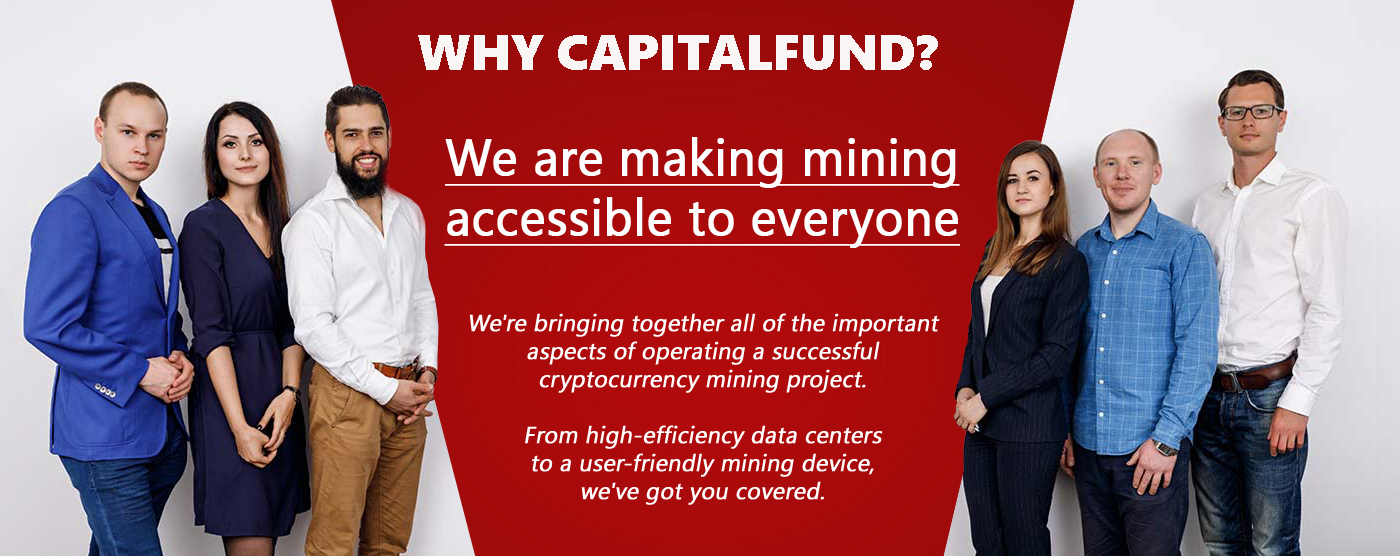 WHY CAPITALFUND?
We are making mining
accessible to everyone
We're bringing together all of the important
aspects of operating a successful
cryptocurrency mining project.
From high-efficiency data centers
to a user-friendly mining device,
we've got you covered.